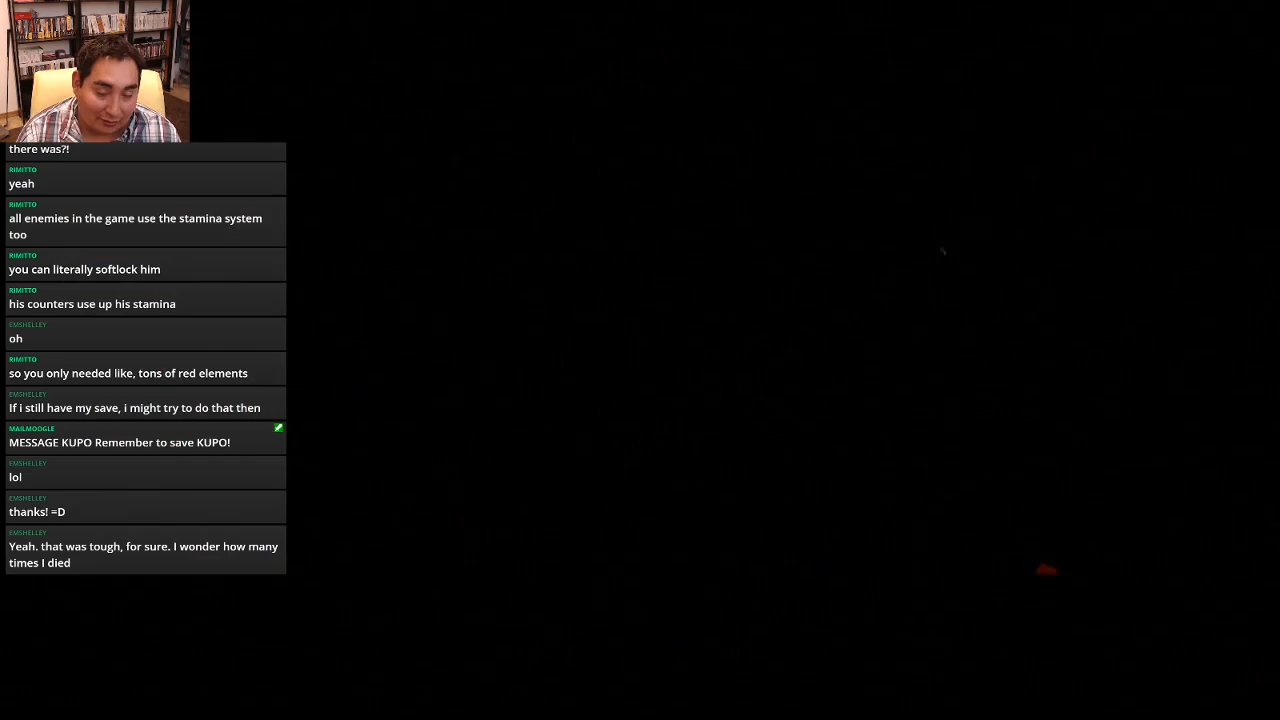 there was?!
RIMITTO
yeah
RIMITTO
all enemies in the game use the stamina system
too
RIMITTO
you can literally softlock him
RIMITTO
his counters use up his stamina
EMSHELLEY
oh
RIMITTO
so you only needed like, tons of red elements
EMSHELLEY
If i still have my save, i might try to do that then
MAILMOOGLE
MESSAGE KUPO Remember to save KUPO!
EMSHELLEY
lol
EMSHELLEY
thanks! =D
EMSHELLEY
Yeah. that was tough, for sure. I wonder how many
times I died